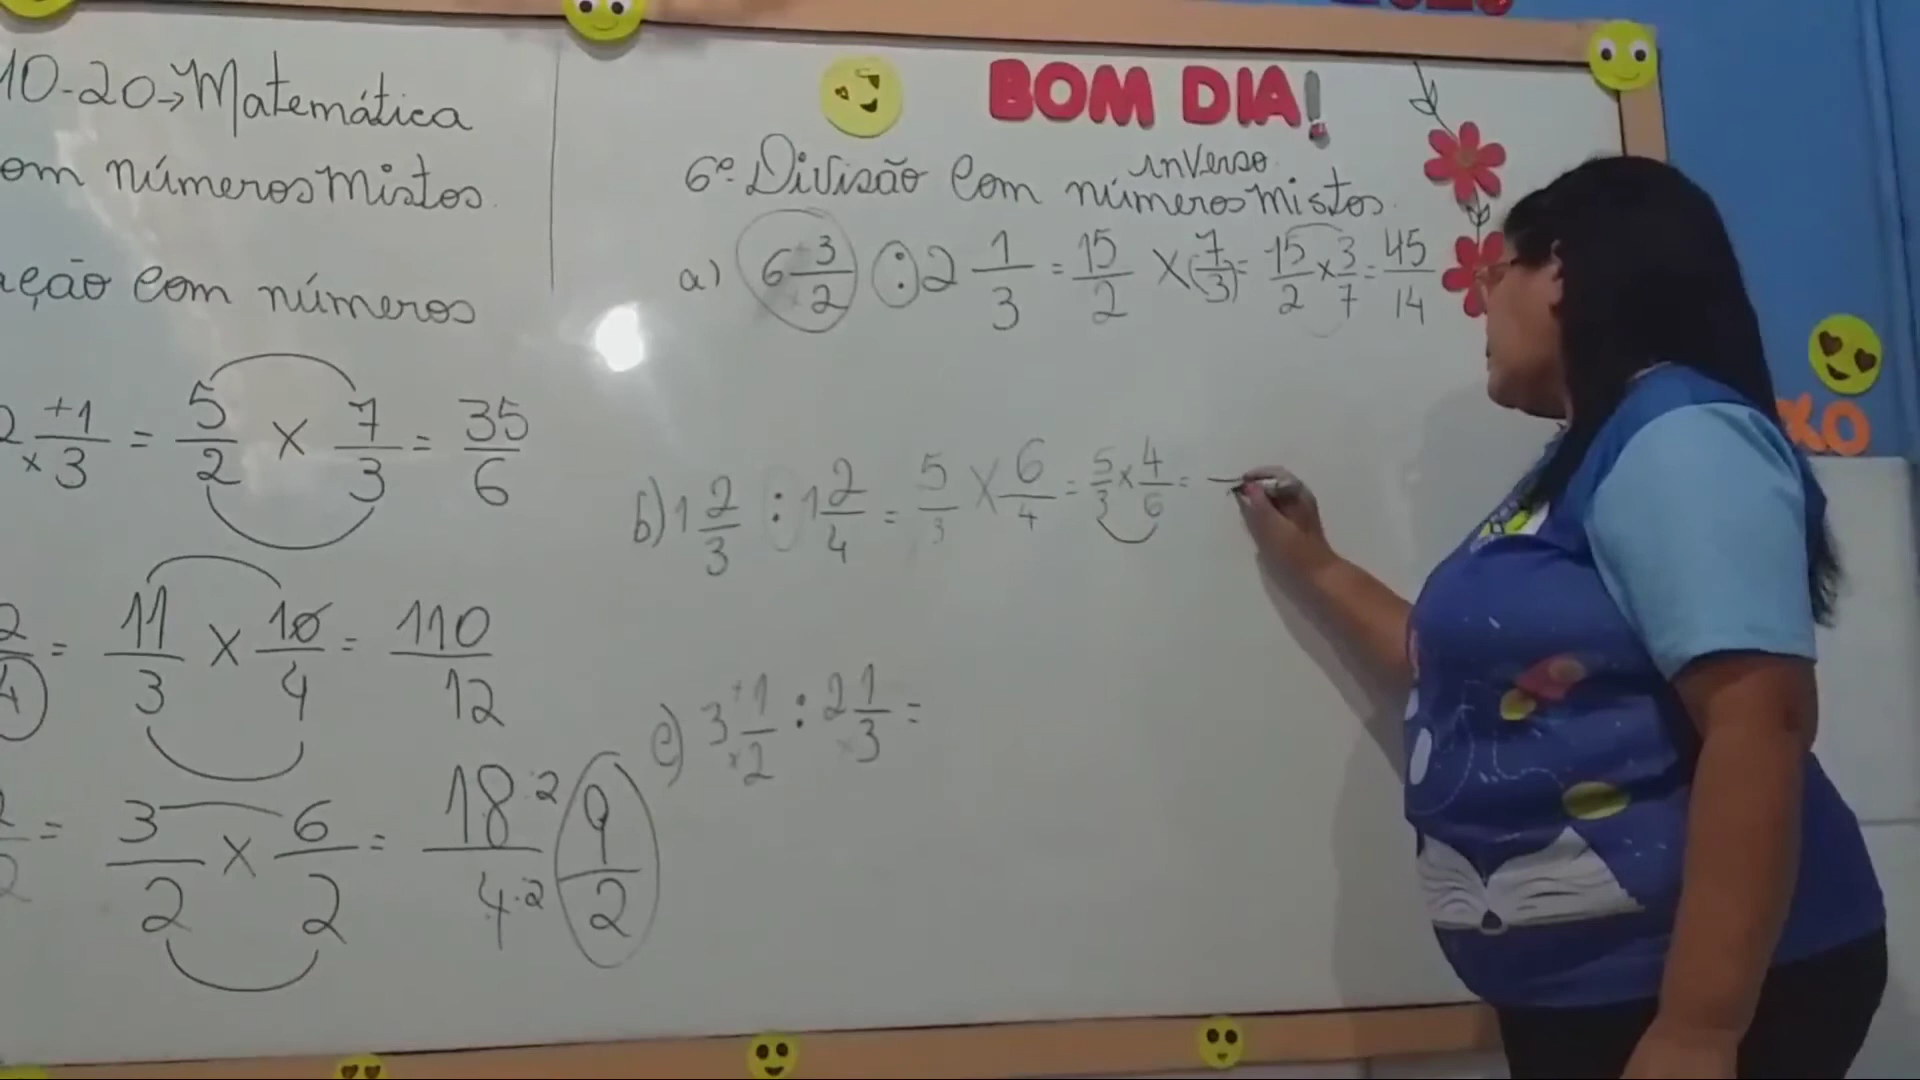 10-20→Matemática
om números mistos.
ação com números
2 +1/×3 = 5/2 × 7/3 = 35/6
2/4 = 11/3 × 10/4 = 110/12
= 3/2 × 6/2 = 18:2/4:2 9/2
BOM DIA!
inverso
6º Divisão com números mistos.
a) 6 3/2 : 2 1/3 = 15/2 × (7/3) = 15/2 × 3/7 = 45/14
b) 1 2/3 : 1 2/4 = 5/3 × 6/4 = 5/3 × 4/6 = —
c) 3 +1/×2 : 2 1/×3 =
XO